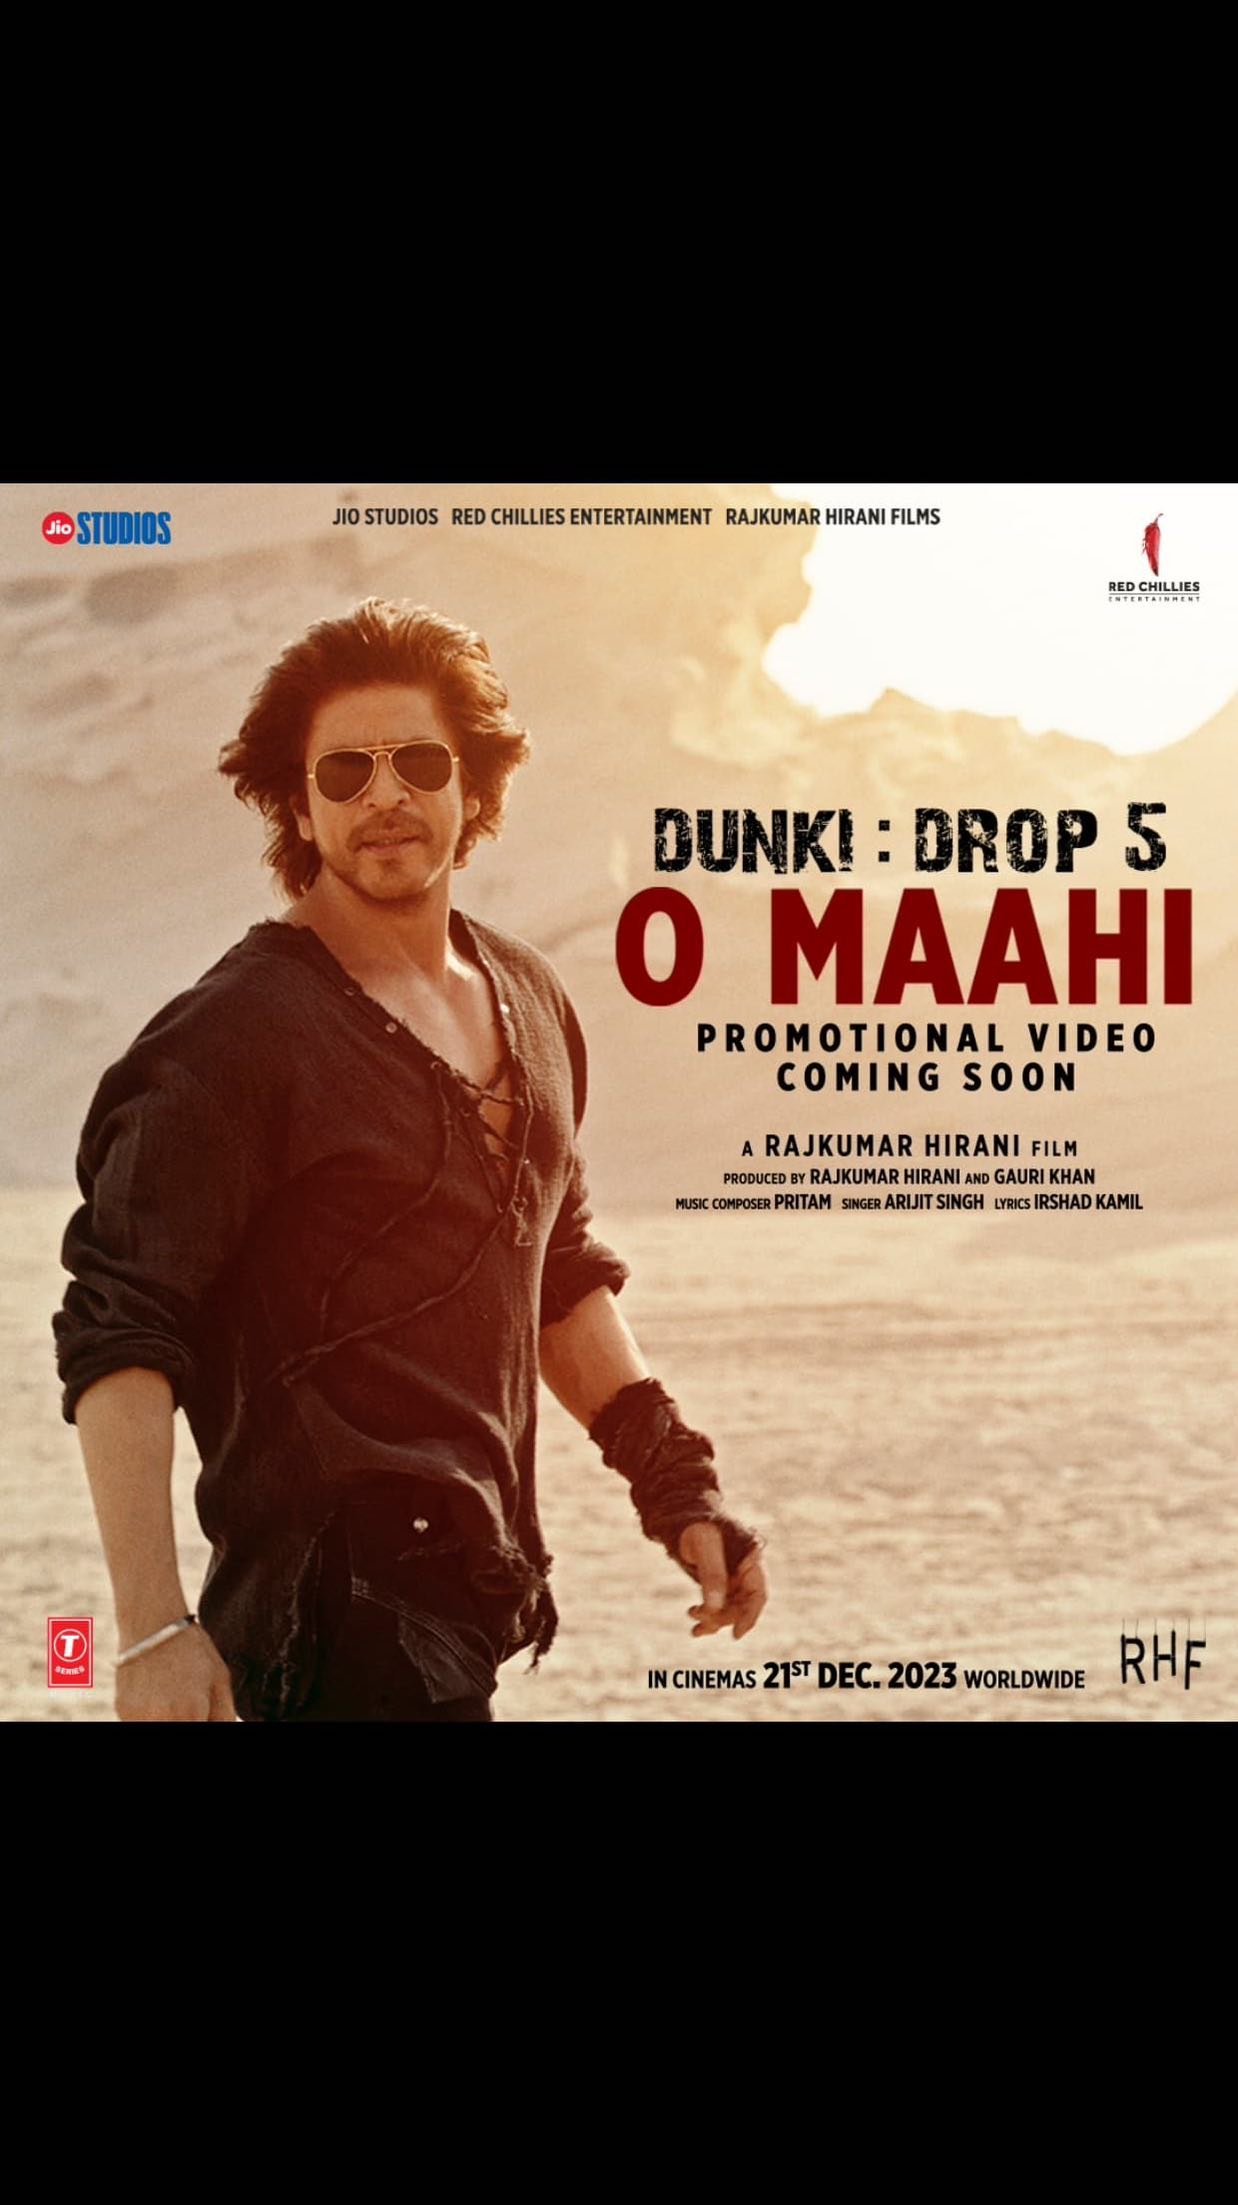 Jio STUDIOS
JIO STUDIOS RED CHILLIES ENTERTAINMENT RAJKUMAR HIRANI FILMS
RED CHILLIES
ENTERTAINMENT
DUNKI : DROP 5
O MAAHI
PROMOTIONAL VIDEO
COMING SOON
A RAJKUMAR HIRANI FILM
PRODUCED BY RAJKUMAR HIRANI AND GAURI KHAN
MUSIC COMPOSER PRITAM SINGER ARIJIT SINGH LYRICS IRSHAD KAMIL
T
SERIES
IN CINEMAS 21ST DEC. 2023 WORLDWIDE
RHF